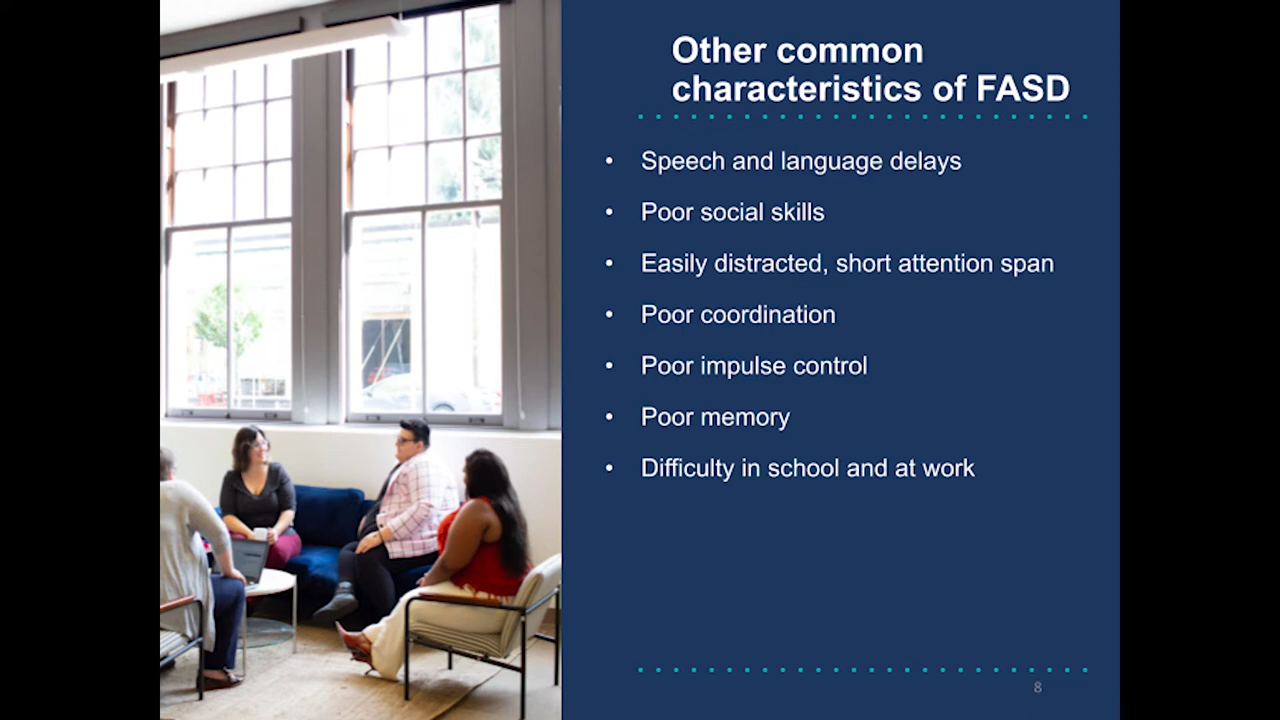 Other common
characteristics of FASD
• Speech and language delays
• Poor social skills
• Easily distracted, short attention span
• Poor coordination
• Poor impulse control
• Poor memory
• Difficulty in school and at work
8